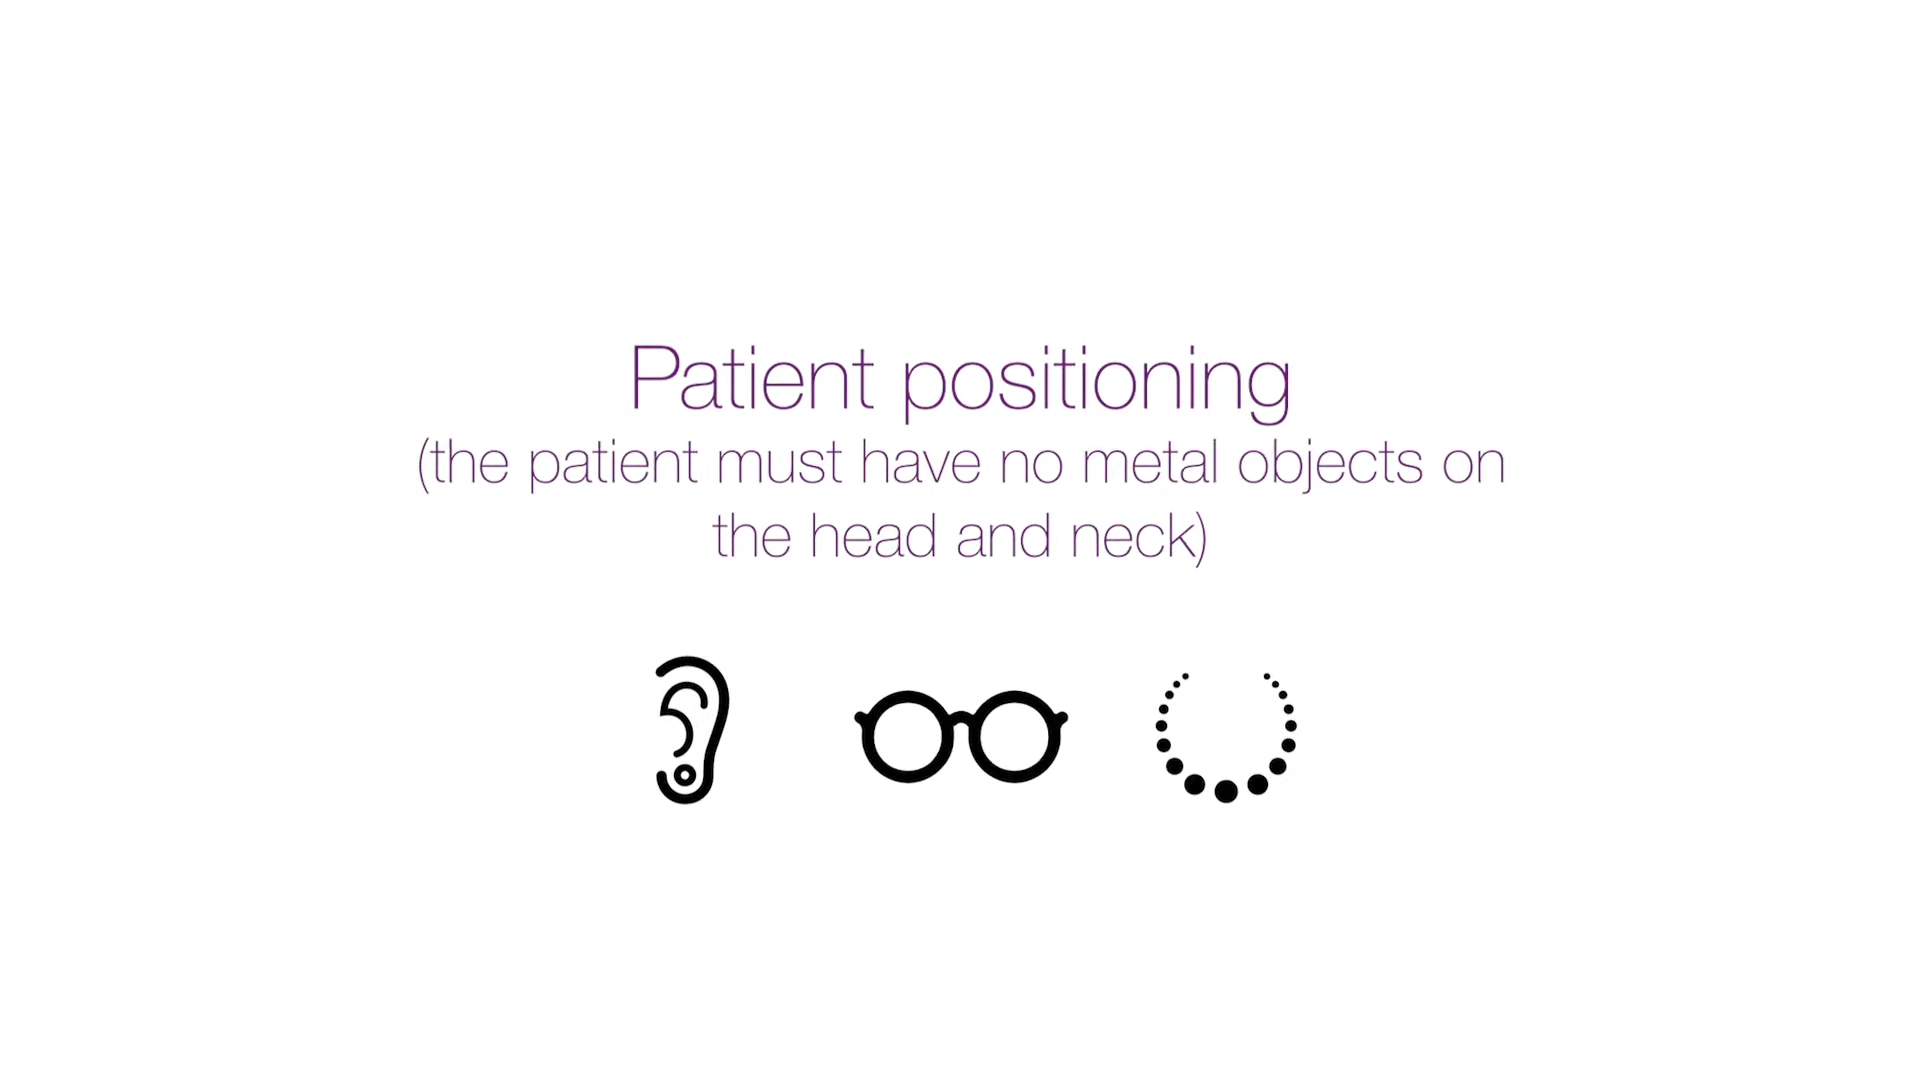 Patient positioning
(the patient must have no metal objects on
the head and neck)